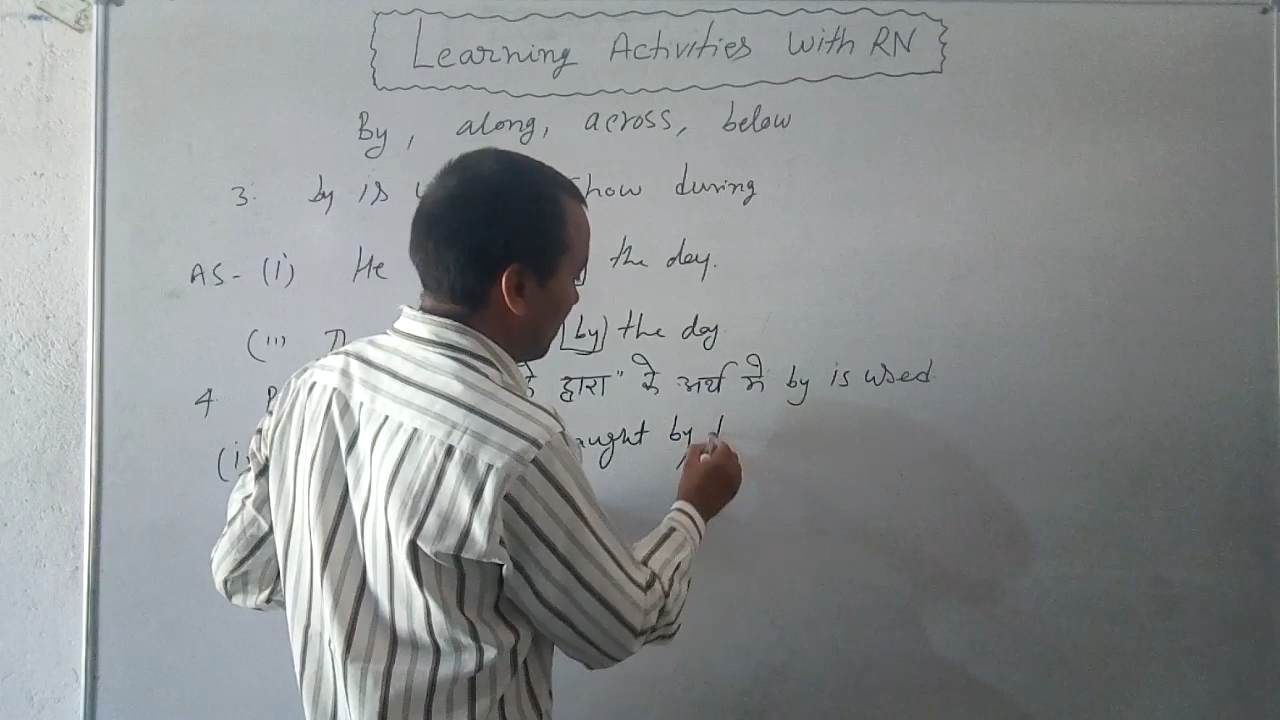 Learning Activities With RN
By, along, across, below
3. by is show during
AS- (i) He the day.
(ii) by the day.
4. के द्वारा" के अर्थ में by is used.
(i) by